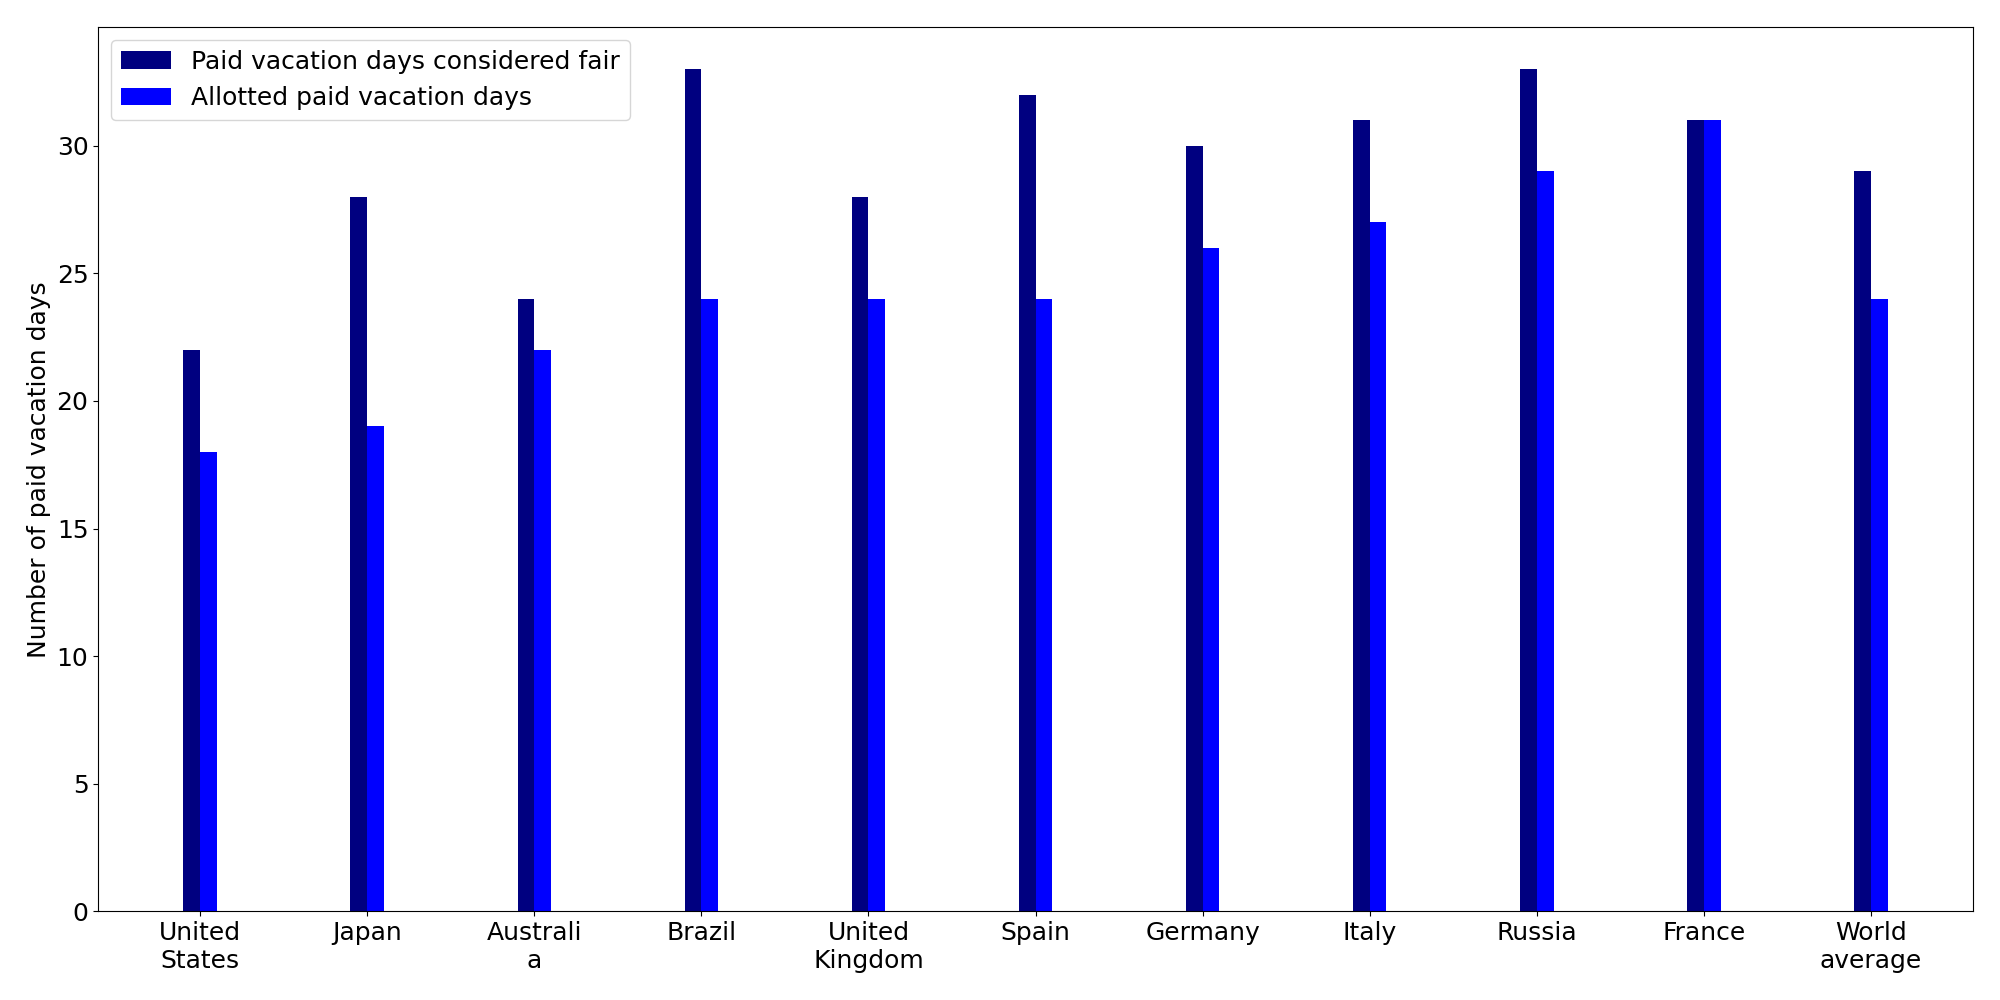 Paid vacation days considered fair
Allotted paid vacation days
Number of paid vacation days
30
25
20
15
10
5
0
United
States
Japan
Australi
a
Brazil
United
Kingdom
Spain
Germany
Italy
Russia
France
World
average